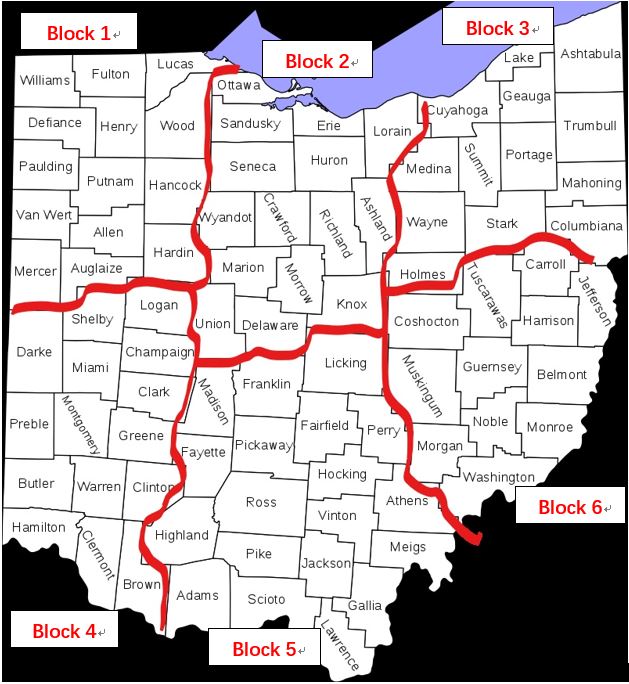 Block 1
Block 2
Block 3
Lake
Ashtabula
Williams
Fulton
Lucas
Ottawa
Cuyahoga
Geauga
Defiance
Henry
Wood
Sandusky
Erie
Lorain
Trumbull
Paulding
Putnam
Hancock
Seneca
Huron
Medina
Summit
Portage
Mahoning
Van Wert
Allen
Wyandot
Crawford
Richland
Ashland
Wayne
Stark
Columbiana
Mercer
Auglaize
Hardin
Marion
Morrow
Holmes
Tuscarawas
Carroll
Jefferson
Shelby
Logan
Union
Delaware
Knox
Coshocton
Harrison
Darke
Miami
Champaign
Clark
Madison
Franklin
Licking
Muskingum
Guernsey
Belmont
Preble
Montgomery
Greene
Fayette
Pickaway
Fairfield
Perry
Morgan
Noble
Monroe
Butler
Warren
Clinton
Ross
Hocking
Athens
Washington
Hamilton
Clermont
Highland
Vinton
Meigs
Block 6
Brown
Adams
Pike
Scioto
Jackson
Gallia
Lawrence
Block 4
Block 5